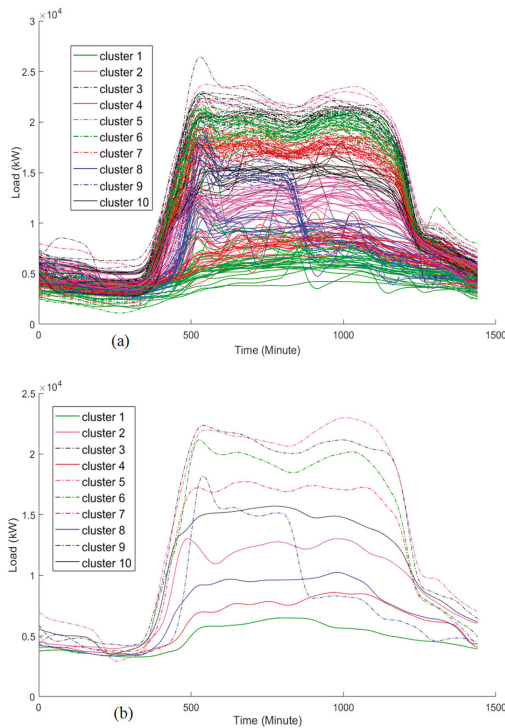 ×10⁴
3
2.5
2
1.5
1
0.5
0
Load (kW)
cluster 1
cluster 2
cluster 3
cluster 4
cluster 5
cluster 6
cluster 7
cluster 8
cluster 9
cluster 10
0 500 1000 1500
(a) Time (Minute)
×10⁴
2.5
2
1.5
1
0.5
0
Load (kW)
cluster 1
cluster 2
cluster 3
cluster 4
cluster 5
cluster 6
cluster 7
cluster 8
cluster 9
cluster 10
0 500 1000 1500
(b) Time (Minute)